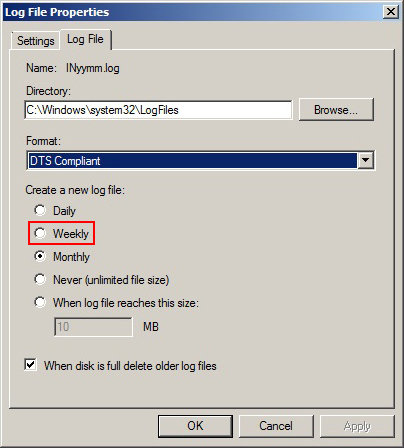 Log File Properties
Settings
Log File
Name: INyymm.log
Directory:
C:\Windows\system32\LogFiles
Browse...
Format:
DTS Compliant
Create a new log file:
Daily
Weekly
Monthly
Never (unlimited file size)
When log file reaches this size:
10 MB
When disk is full delete older log files
OK Cancel Apply